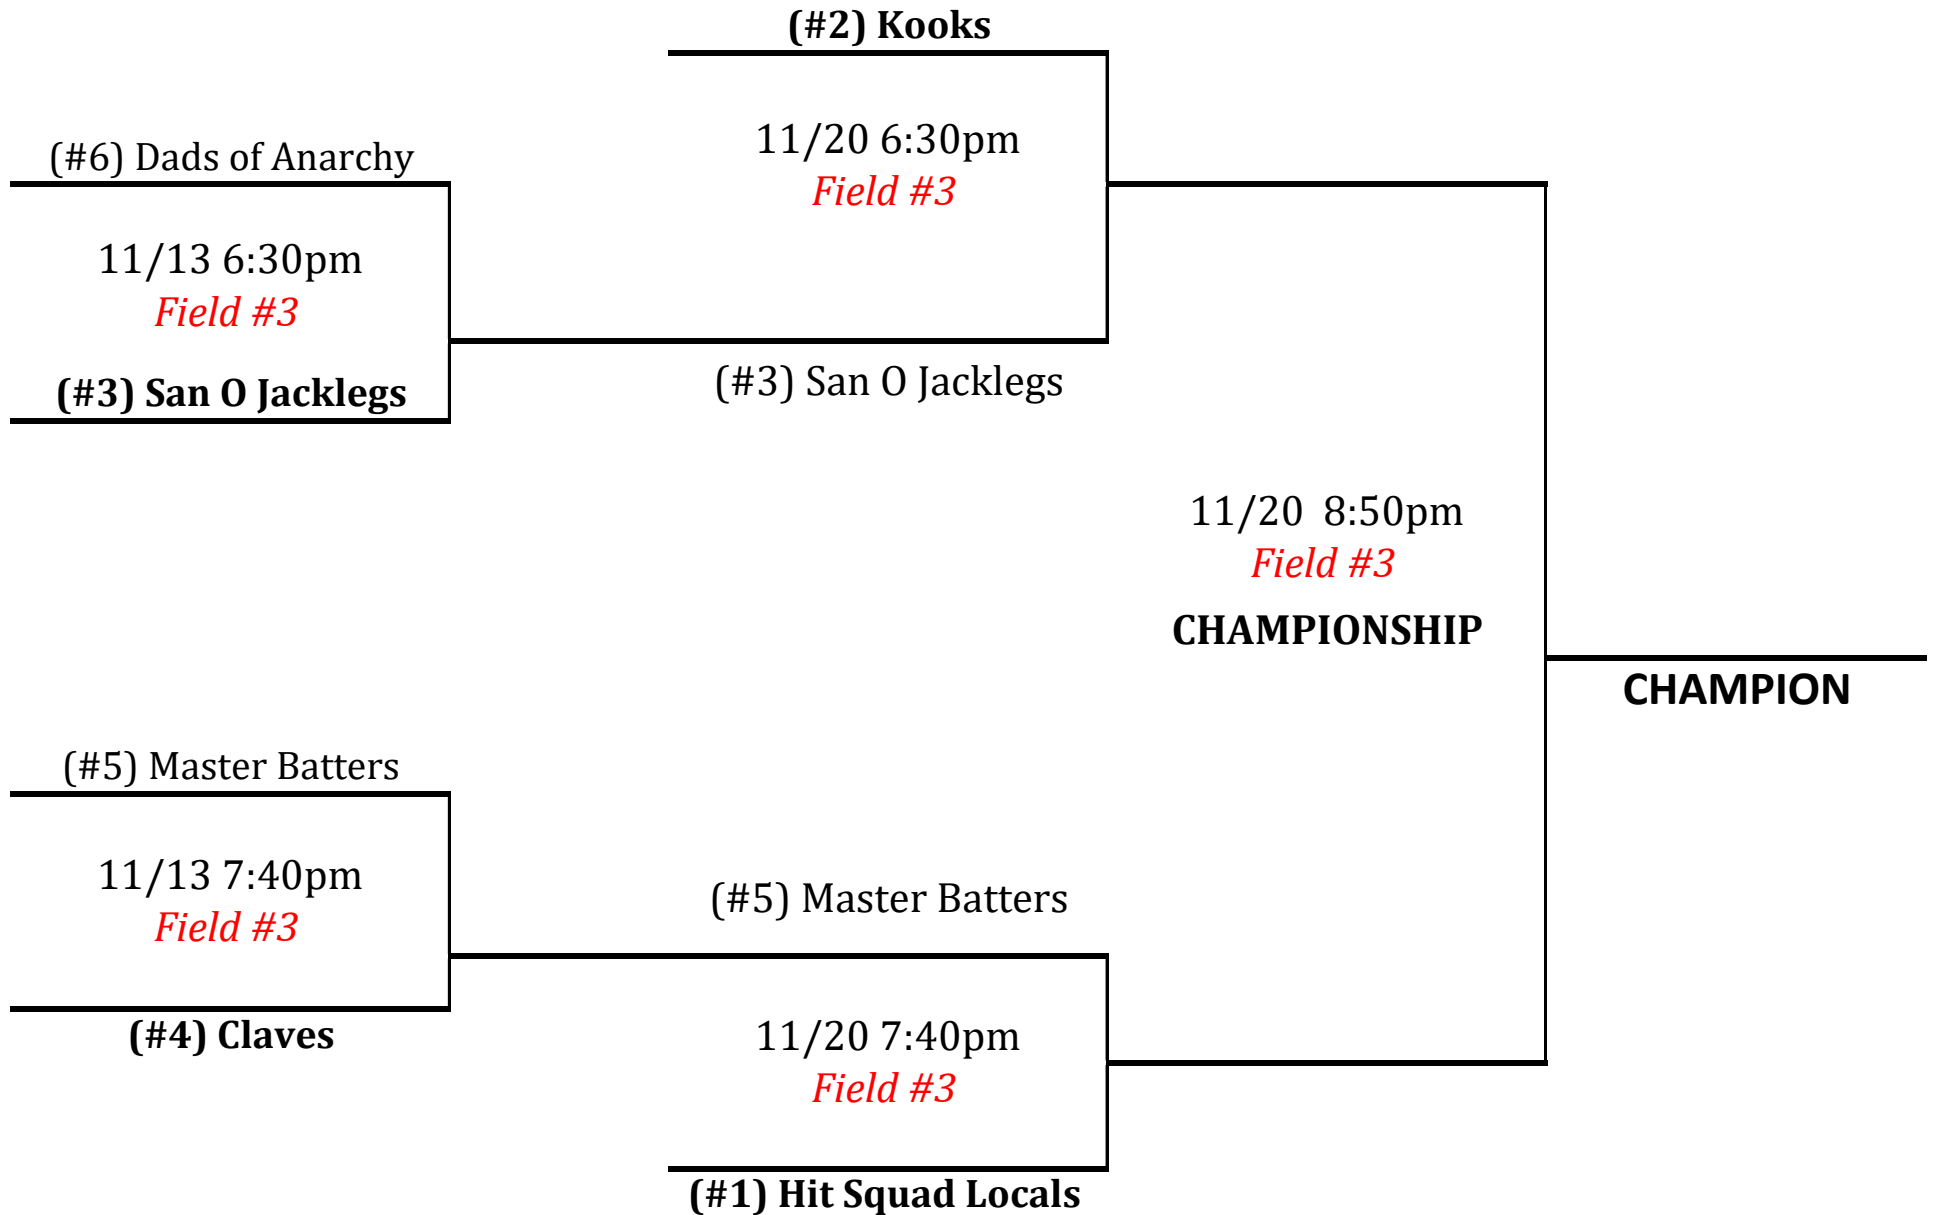 (#2) Kooks
11/20 6:30pm
Field #3
(#6) Dads of Anarchy
11/13 6:30pm
Field #3
(#3) San O Jacklegs
(#3) San O Jacklegs
11/20  8:50pm
Field #3
CHAMPIONSHIP
CHAMPION
(#5) Master Batters
11/13 7:40pm
Field #3
(#5) Master Batters
(#4) Claves
11/20 7:40pm
Field #3
(#1) Hit Squad Locals